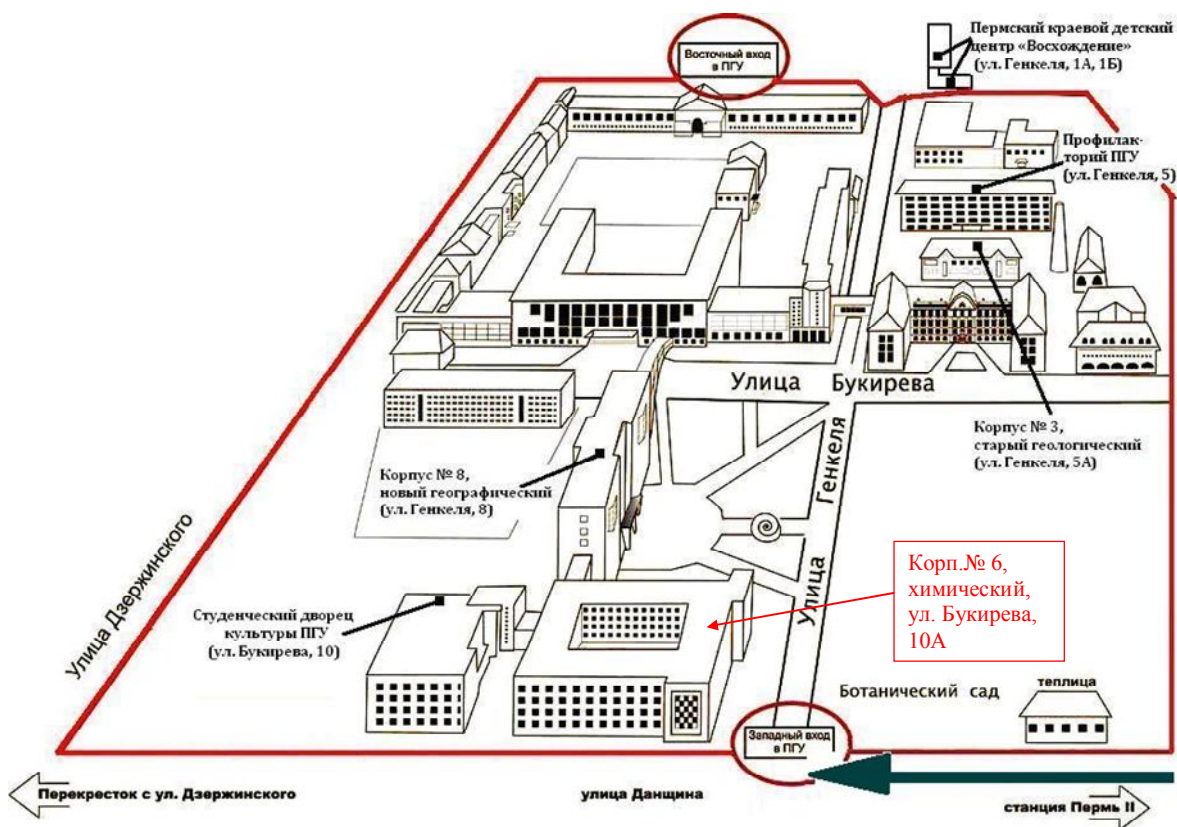 Восточный вход
в ПГУ
Пермский краевой детский
центр «Восхождение»
(ул. Генкеля, 1А, 1Б)
Профилак-
торий ПГУ
(ул. Генкеля, 5)
Улица Букирева
Корпус № 3,
старый геологический
(ул. Генкеля, 5А)
Корпус № 8,
новый географический
(ул. Генкеля, 8)
Улица Генкеля
Улица Дзержинского
Корп.№ 6,
химический,
ул. Букирева,
10А
Студенческий дворец
культуры ПГУ
(ул. Букирева, 10)
Ботанический сад
теплица
Западный вход
в ПГУ
Перекресток с ул. Дзержинского
улица Данщина
станция Пермь II